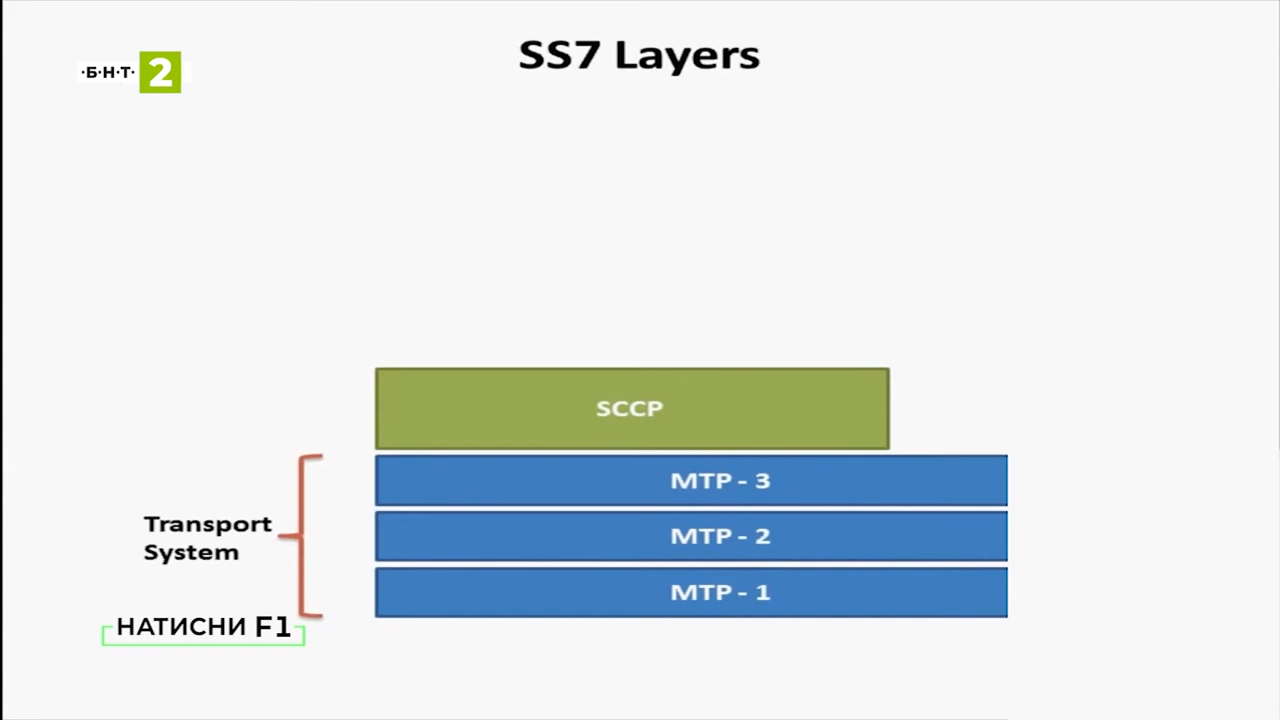 SS7 Layers
·Б·Н·Т· 2
SCCP
MTP - 3
Transport
System
MTP - 2
MTP - 1
НАТИСНИ F1